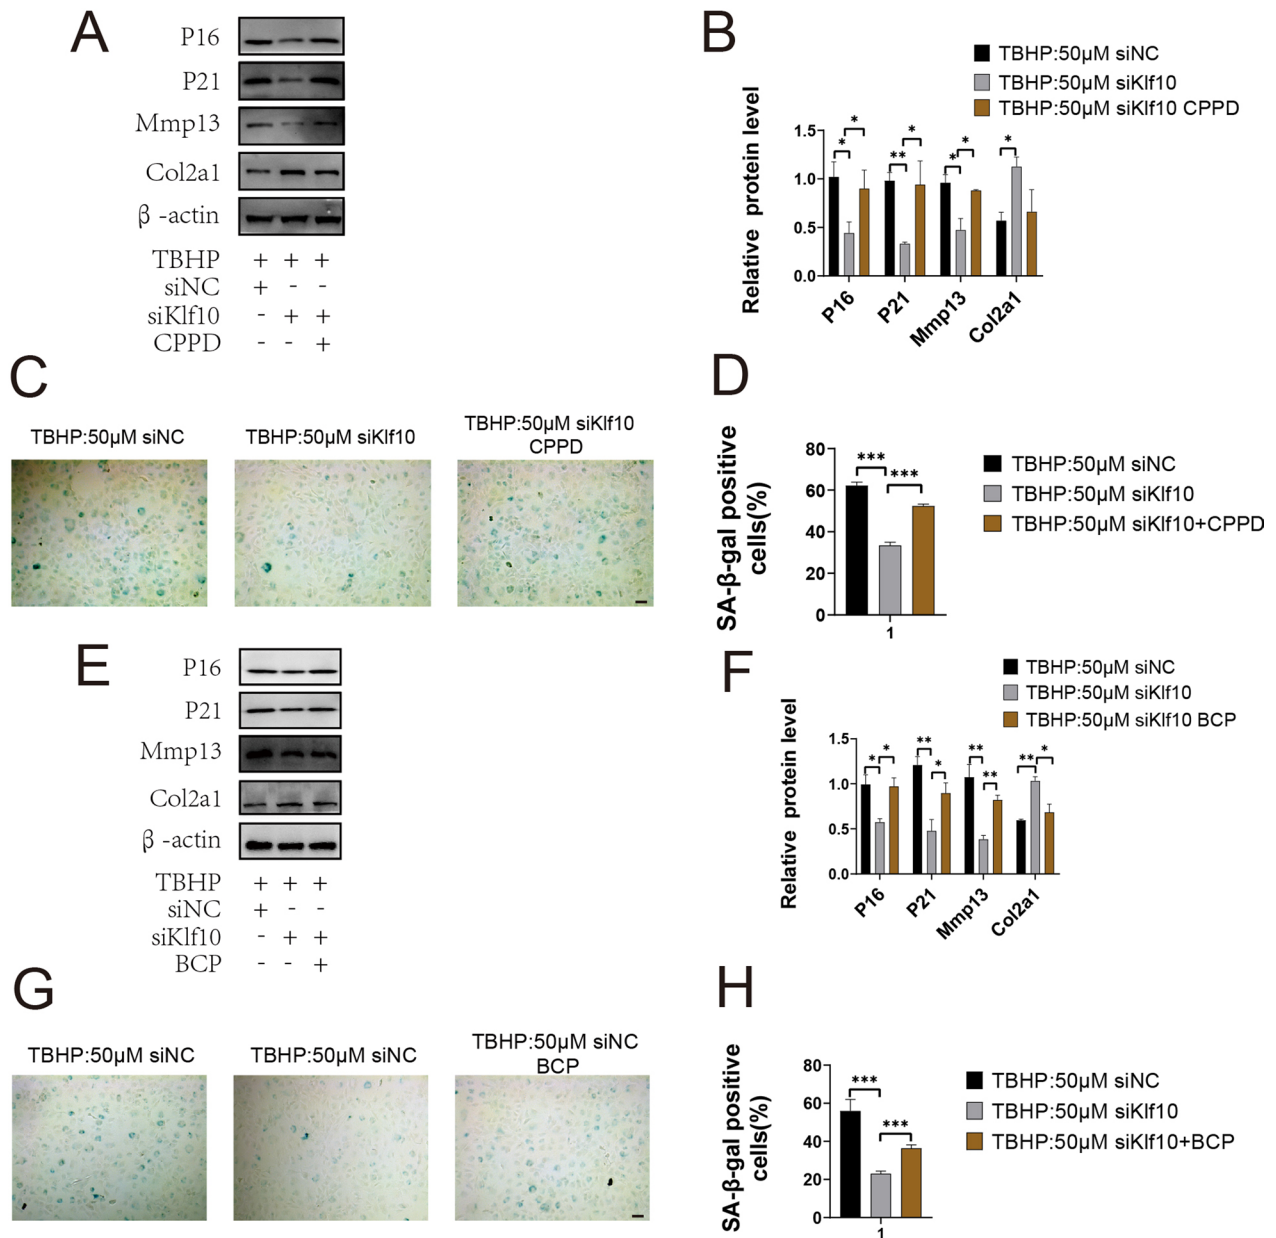 A
P16
P21
Mmp13
Col2a1
β -actin
TBHP + + +
siNC + - -
siKlf10 - + +
CPPD - - +
B
TBHP:50μM siNC
TBHP:50μM siKlf10
TBHP:50μM siKlf10 CPPD
Relative protein level
1.5
1.0
0.5
0.0
* * ** * * * *
P16 P21 Mmp13 Col2a1
C
TBHP:50μM siNC
TBHP:50μM siKlf10
TBHP:50μM siKlf10
CPPD
D
SA-β-gal positive
cells(%)
80
60
40
20
0
*** ***
1
TBHP:50μM siNC
TBHP:50μM siKlf10
TBHP:50μM siKlf10+CPPD
E
P16
P21
Mmp13
Col2a1
β -actin
TBHP + + +
siNC + - -
siKlf10 - + +
BCP - - +
F
TBHP:50μM siNC
TBHP:50μM siKlf10
TBHP:50μM siKlf10 BCP
Relative protein level
1.5
1.0
0.5
0.0
* * ** * ** ** ** *
P16 P21 Mmp13 Col2a1
G
TBHP:50μM siNC
TBHP:50μM siNC
TBHP:50μM siNC
BCP
H
SA-β-gal positive
cells(%)
80
60
40
20
0
*** ***
1
TBHP:50μM siNC
TBHP:50μM siKlf10
TBHP:50μM siKlf10+BCP